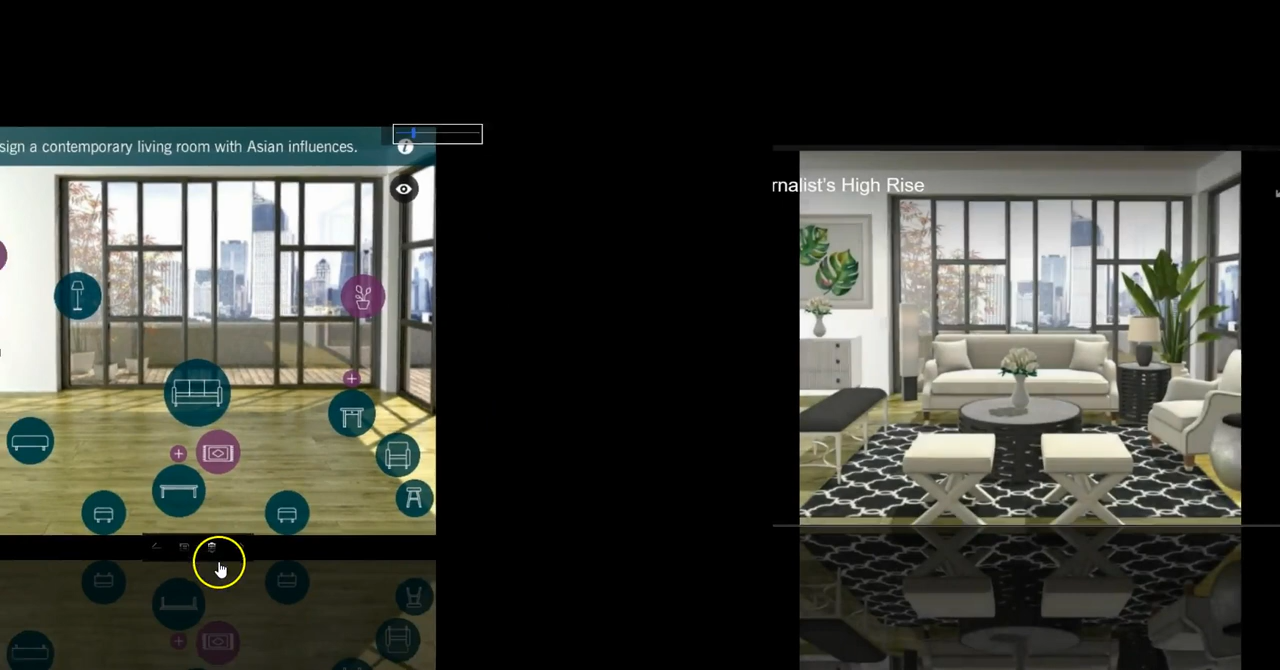 sign a contemporary living room with Asian influences.
rnalist's High Rise